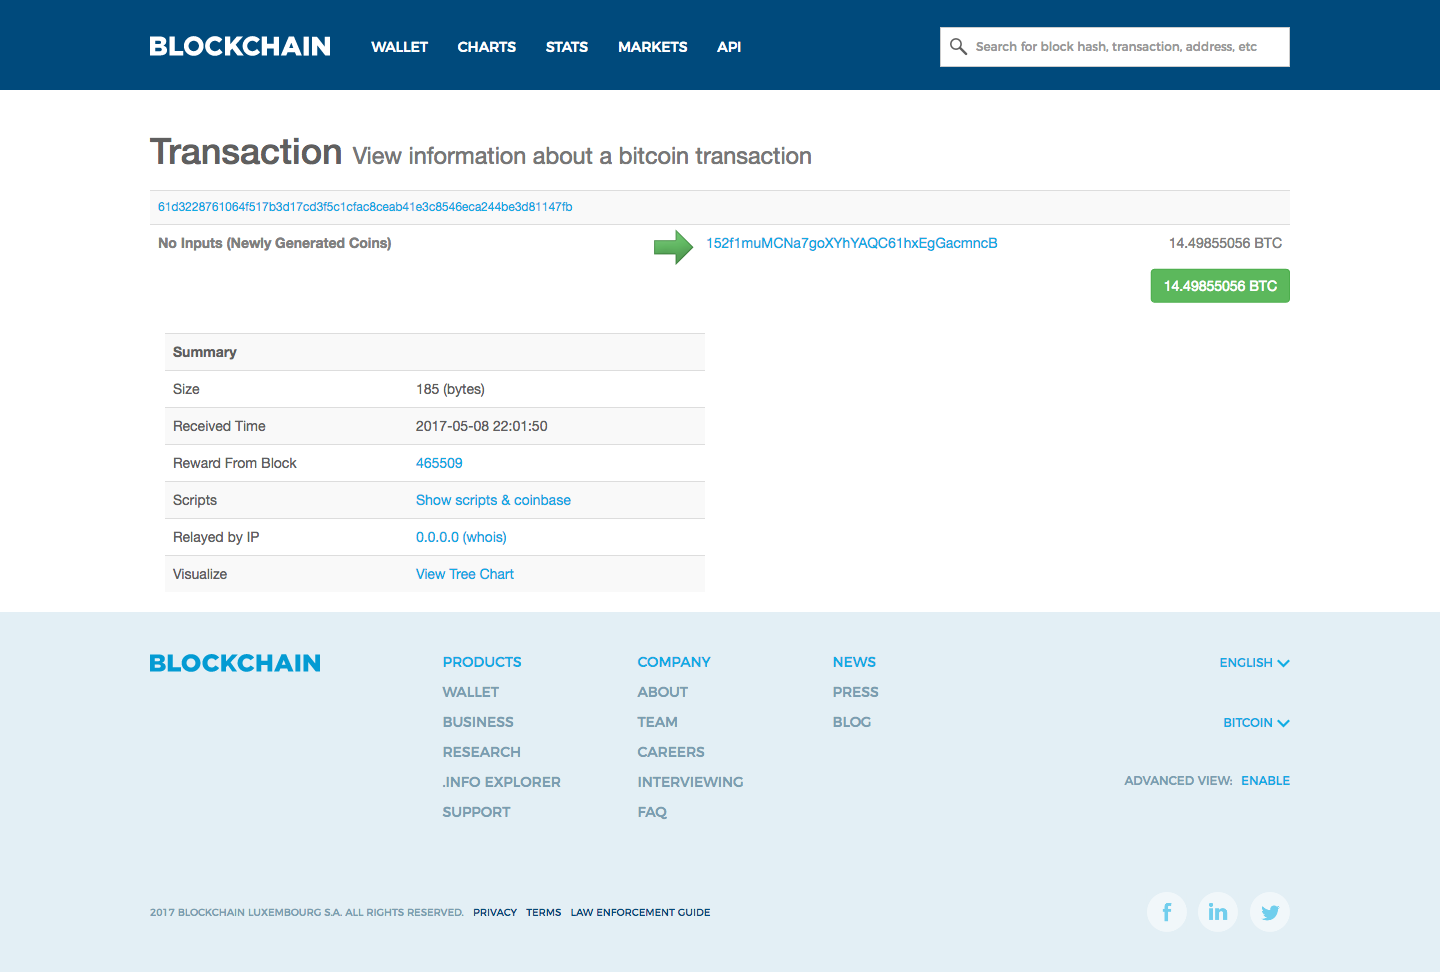 BLOCKCHAIN WALLET CHARTS STATS MARKETS API Search for block hash, transaction, address, etc
Transaction View information about a bitcoin transaction
61d3228761064f517b3d17cd3f5c1cfac8ceab41e3c8546eca244be3d81147fb
No Inputs (Newly Generated Coins) 152f1muMCNa7goXYhYAQC61hxEgGacmncB 14.49855056 BTC
14.49855056 BTC
Summary
Size 185 (bytes)
Received Time 2017-05-08 22:01:50
Reward From Block 465509
Scripts Show scripts & coinbase
Relayed by IP 0.0.0.0 (whois)
Visualize View Tree Chart
BLOCKCHAIN PRODUCTS COMPANY NEWS ENGLISH
WALLET ABOUT PRESS
BUSINESS TEAM BLOG BITCOIN
RESEARCH CAREERS
.INFO EXPLORER INTERVIEWING ADVANCED VIEW: ENABLE
SUPPORT FAQ
2017 BLOCKCHAIN LUXEMBOURG S.A. ALL RIGHTS RESERVED. PRIVACY TERMS LAW ENFORCEMENT GUIDE